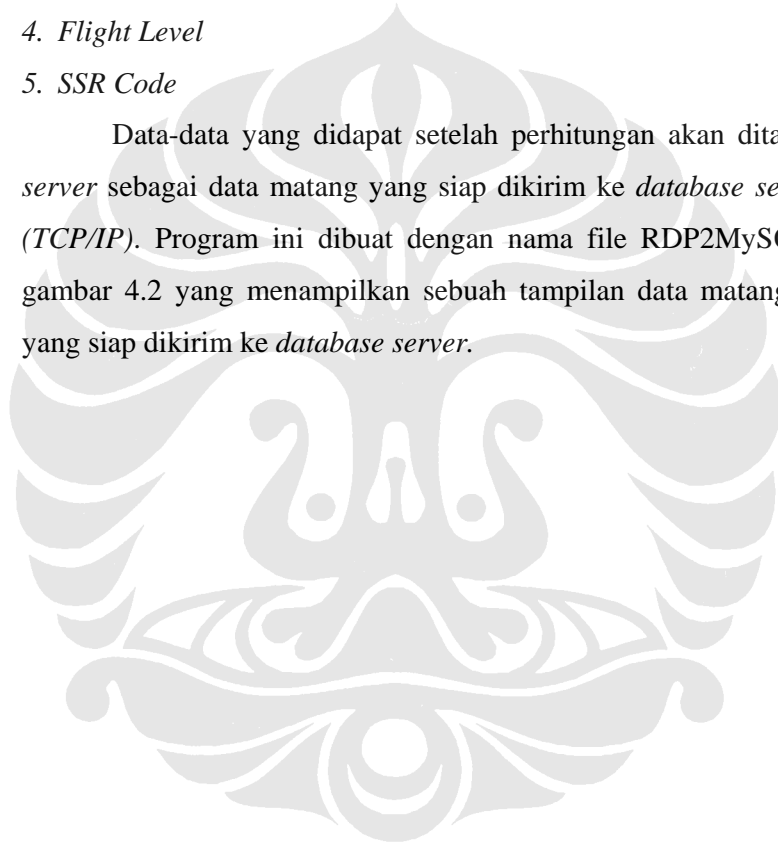 4. Flight Level
5. SSR Code
Data-data yang didapat setelah perhitungan akan dita
server sebagai data matang yang siap dikirim ke database se
(TCP/IP). Program ini dibuat dengan nama file RDP2MyS
gambar 4.2 yang menampilkan sebuah tampilan data matang
yang siap dikirim ke database server.